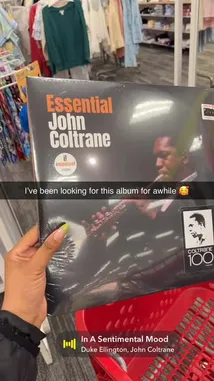 Essential
John
Coltrane
I've been looking for this album for awhile 🥰
COLTRANE
100
In A Sentimental Mood
Duke Ellington, John Coltrane